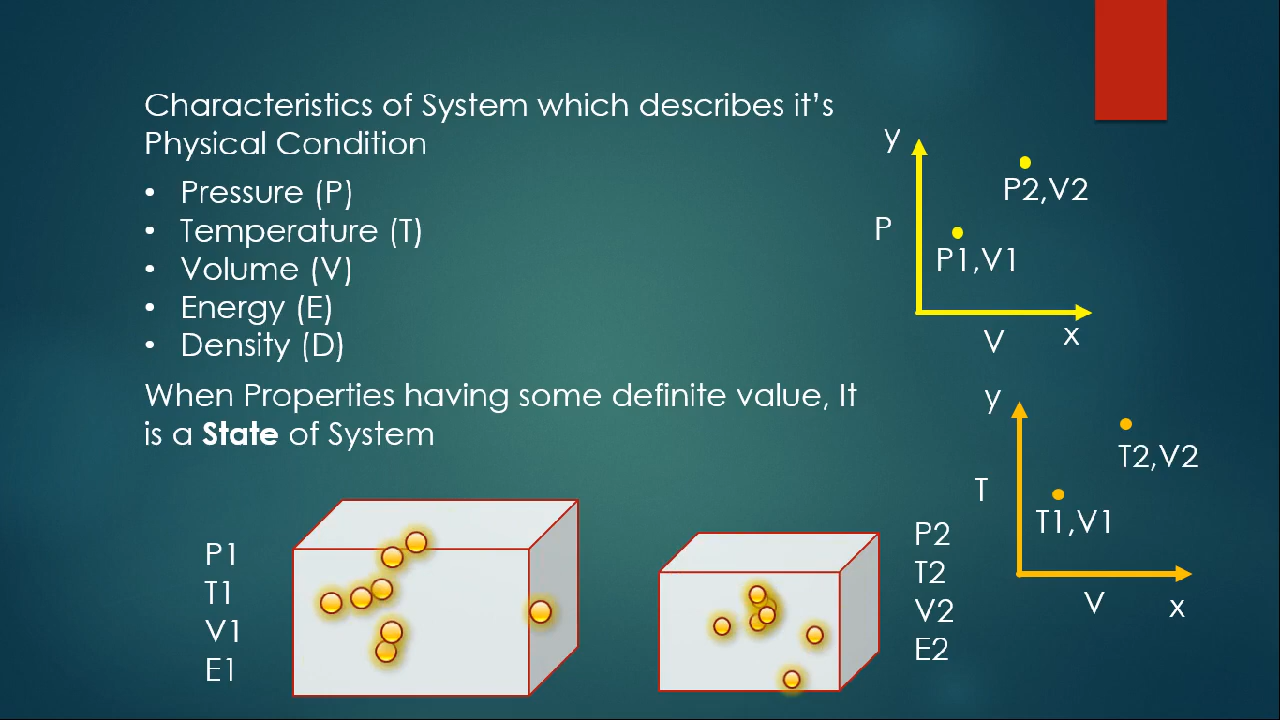 Characteristics of System which describes it's
Physical Condition
• Pressure (P)
• Temperature (T)
• Volume (V)
• Energy (E)
• Density (D)
When Properties having some definite value, It
is a State of System
y
P2,V2
P
P1,V1
V
x
y
T2,V2
T
T1,V1
V
x
P1
T1
V1
E1
P2
T2
V2
E2